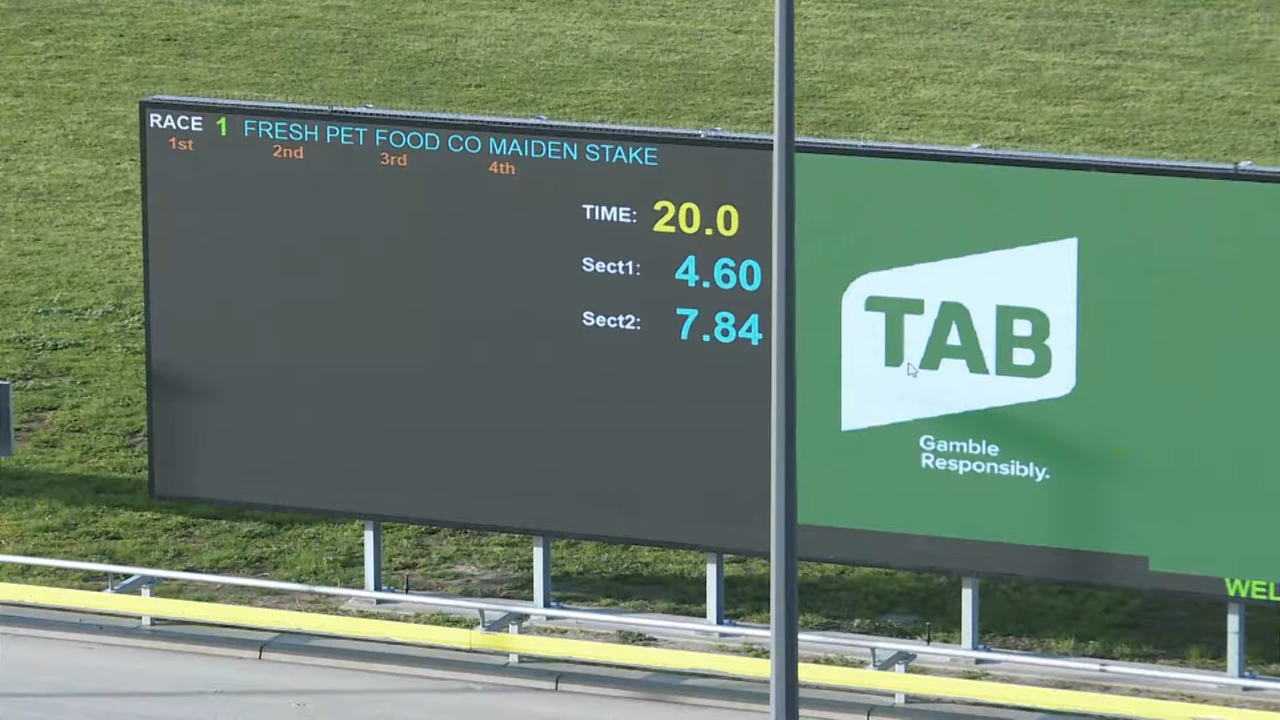 RACE 1 FRESH PET FOOD CO MAIDEN STAKE
1st 2nd 3rd 4th
TIME: 20.0
Sect1: 4.60
Sect2: 7.84
TAB
Gamble
Responsibly.
WEL